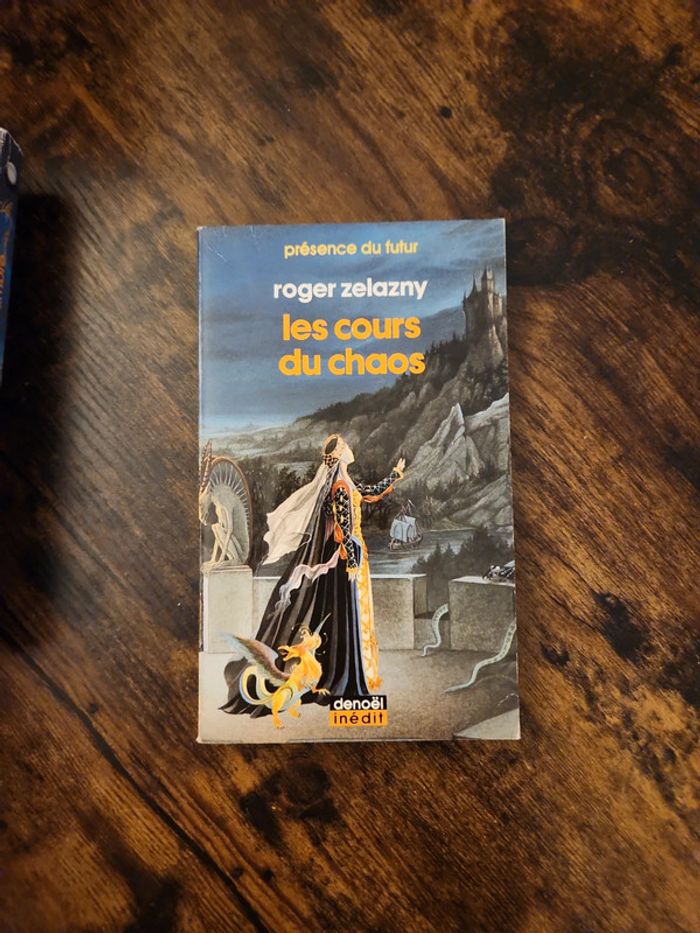 présence du futur
roger zelazny
les cours
du chaos
denoël
inédit